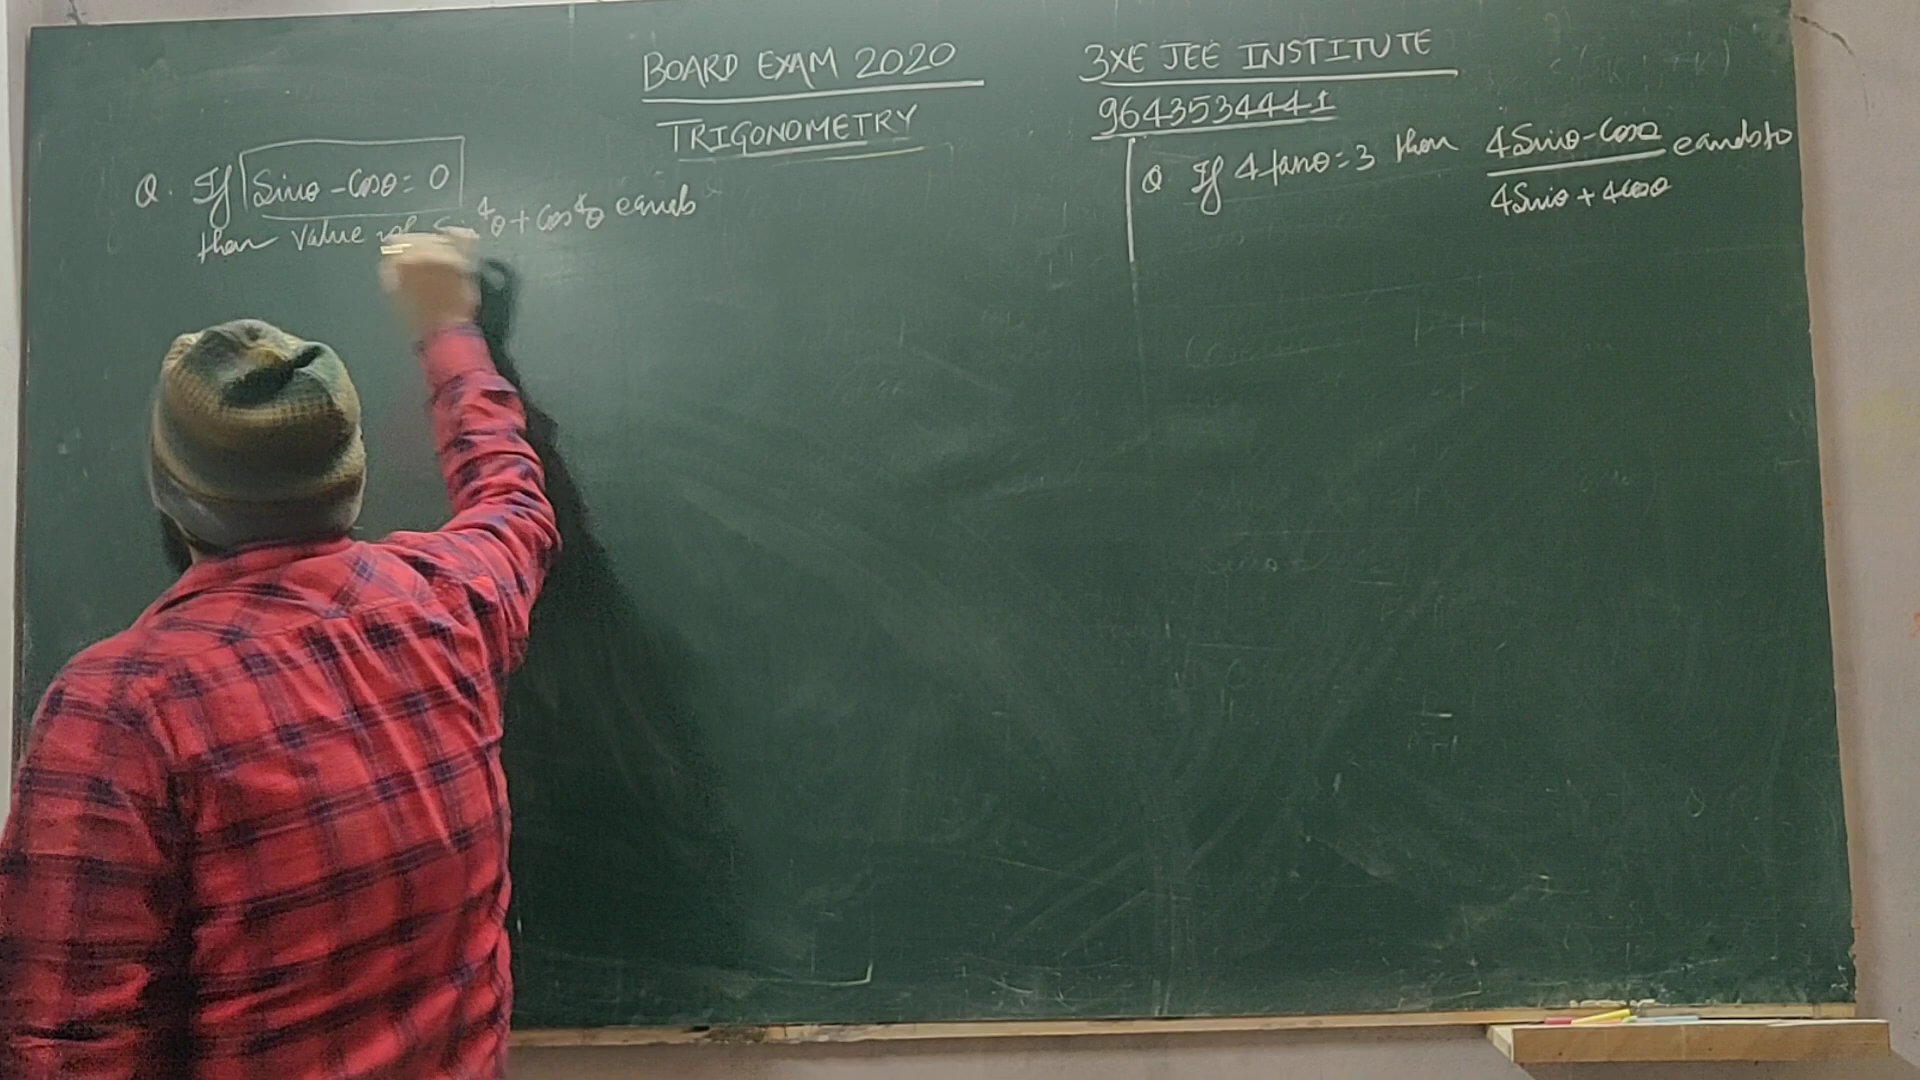 BOARD EXAM 2020
TRIGONOMETRY
3XE JEE INSTITUTE
9643534441
Q. If Sinθ - Cosθ = 0
then value of Sin⁴θ + Cos⁴θ equals
Q If 4 tanθ = 3 then (4Sinθ - Cosθ)/(4Sinθ + 4Cosθ) equals to